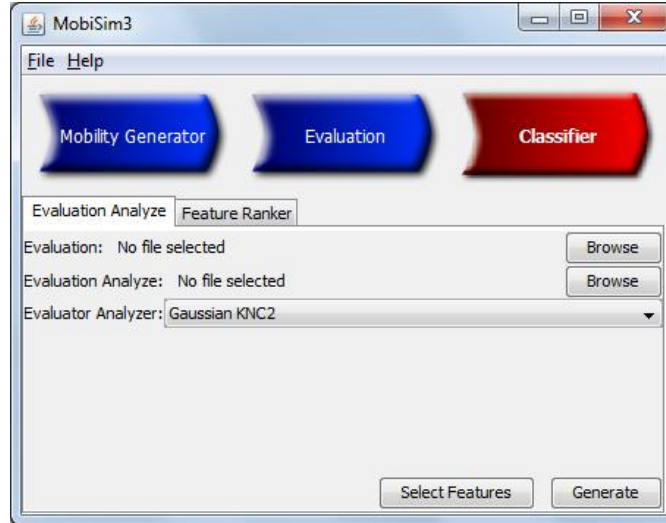 MobiSim3
File Help
Mobility Generator Evaluation Classifier
Evaluation Analyze Feature Ranker
Evaluation: No file selected Browse
Evaluation Analyze: No file selected Browse
Evaluator Analyzer: Gaussian KNC2
Select Features Generate